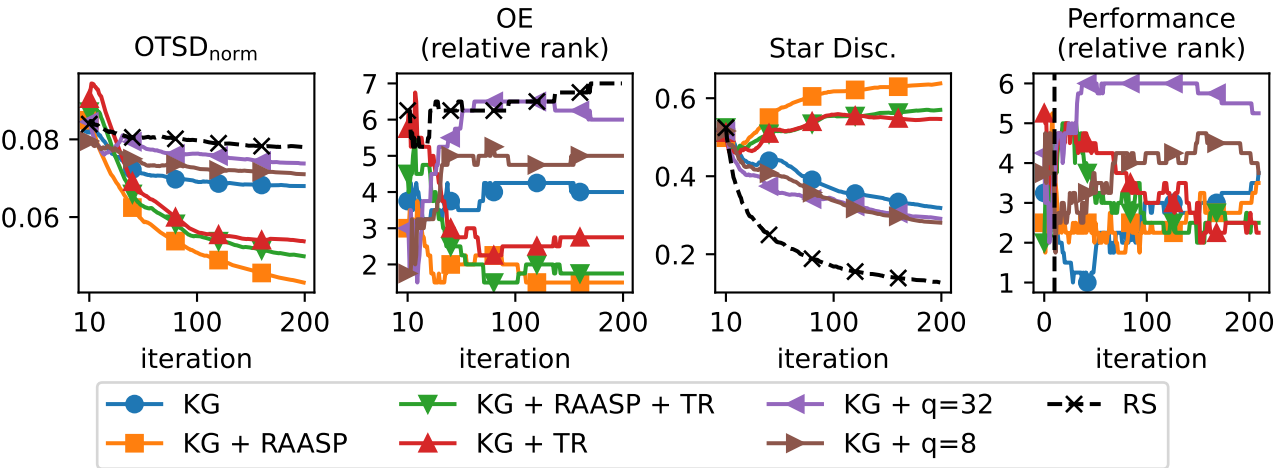 OTSDnorm
0.08
0.06
10 100 200
iteration
OE
(relative rank)
7
6
5
4
3
2
10 100 200
iteration
Star Disc.
0.6
0.4
0.2
10 100 200
iteration
Performance
(relative rank)
6
5
4
3
2
1
0 100 200
iteration
KG
KG + RAASP
KG + RAASP + TR
KG + TR
KG + q=32
KG + q=8
RS